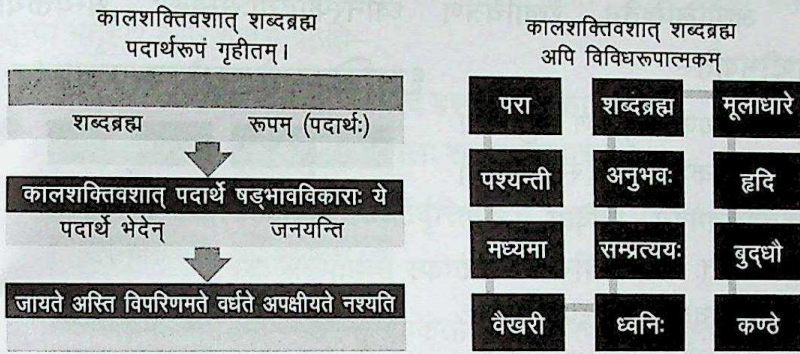 कालशक्तिवशात् शब्दब्रह्म
पदार्थरूपं गृहीतम्।
शब्दब्रह्म रूपम् (पदार्थः)
कालशक्तिवशात् पदार्थे षड्भावविकाराः ये
पदार्थे भेदेन् जनयन्ति
जायते अस्ति विपरिणमते वर्धते अपक्षीयते नश्यति
कालशक्तिवशात् शब्दब्रह्म
अपि विविधरूपात्मकम्
परा शब्दब्रह्म मूलाधारे
पश्यन्ती अनुभवः हृदि
मध्यमा सम्प्रत्ययः बुद्धौ
वैखरी ध्वनिः कण्ठे